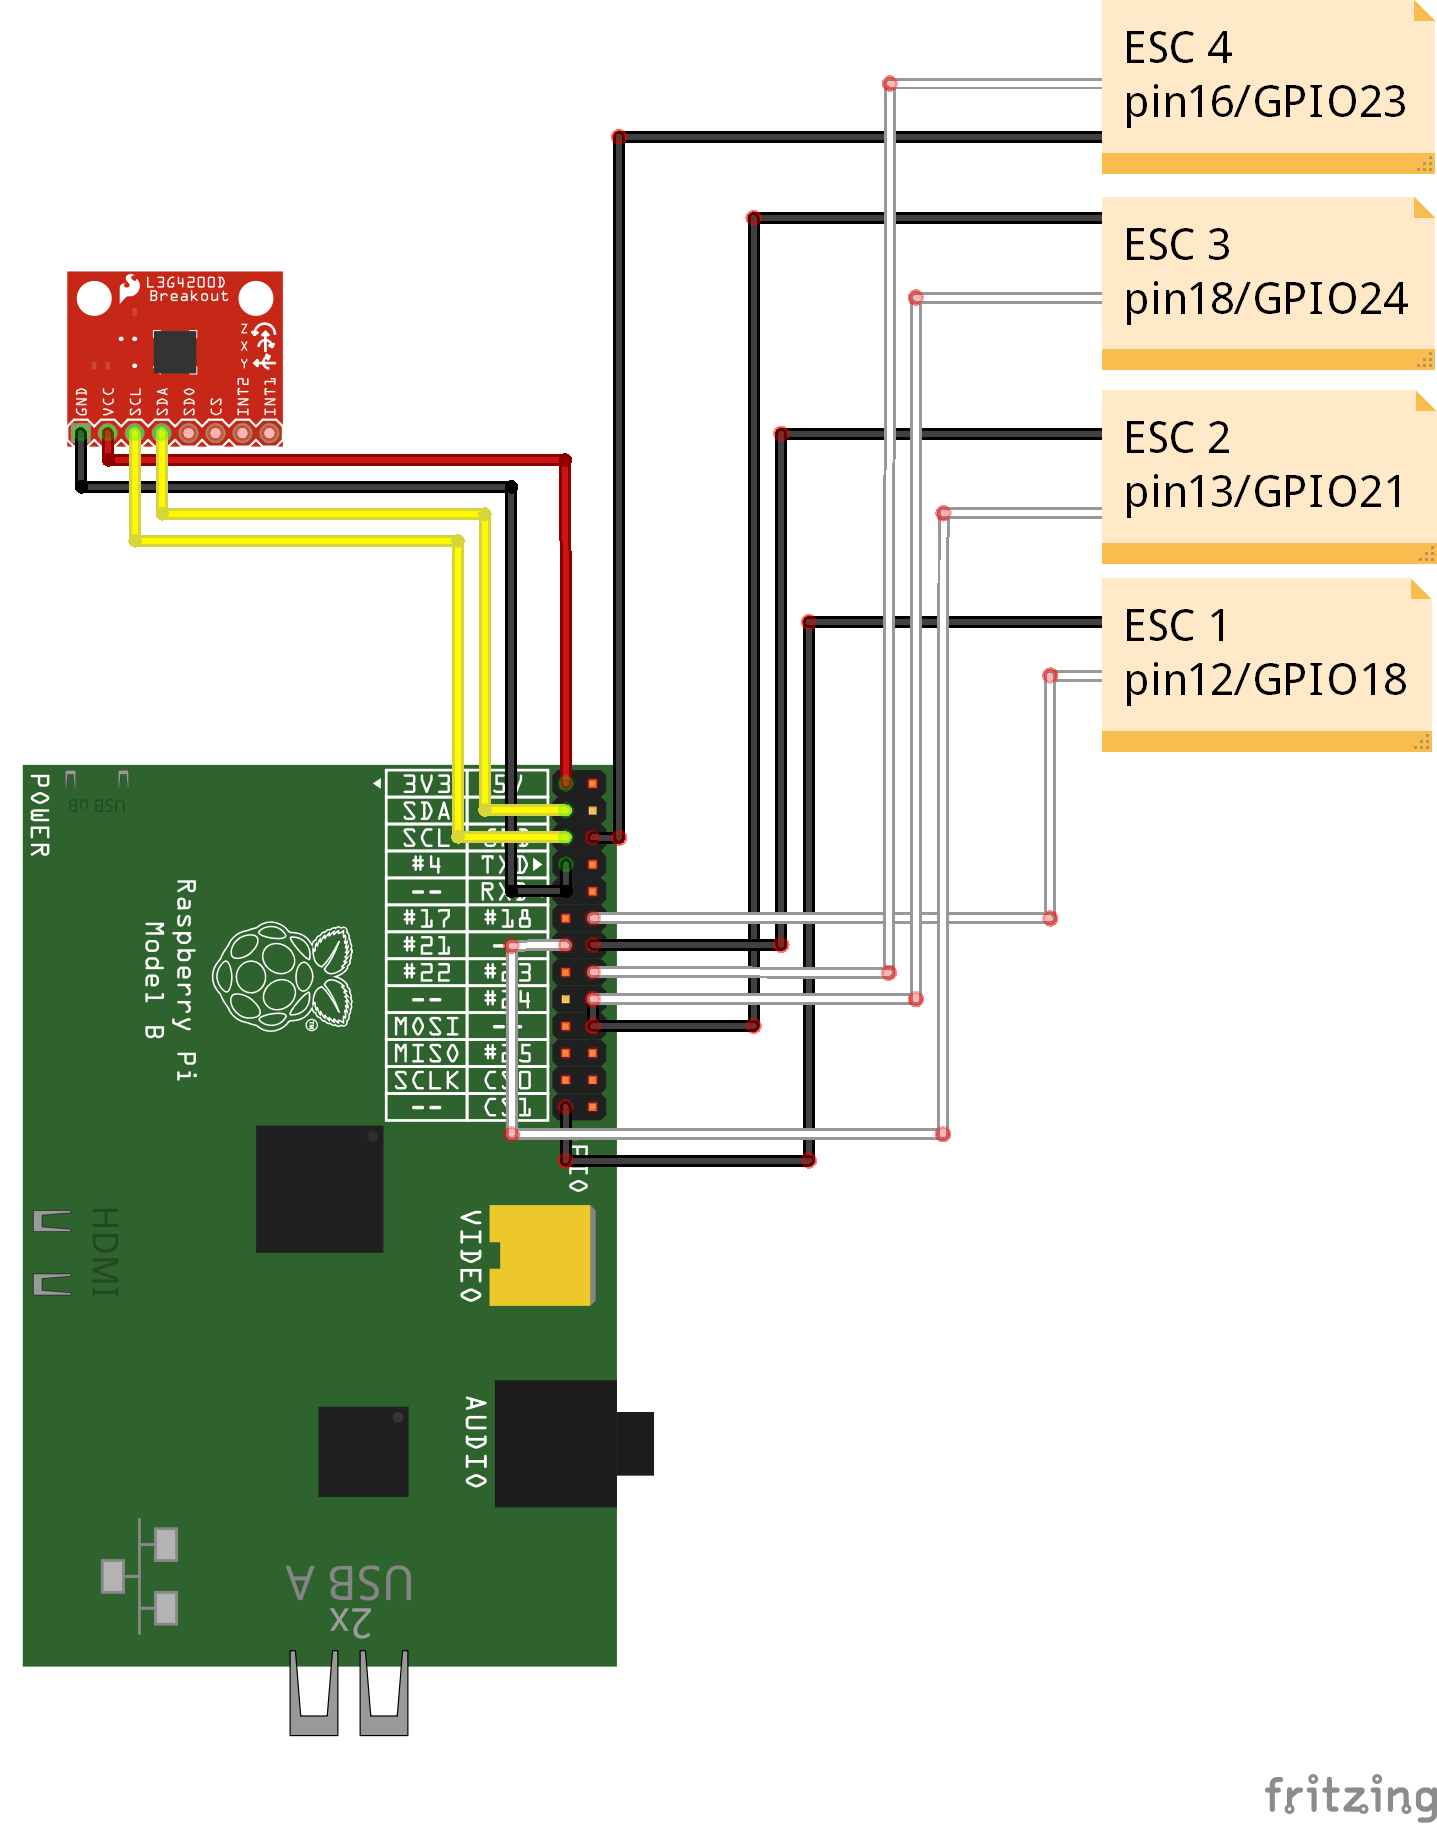 ESC 4
pin16/GPIO23
ESC 3
pin18/GPIO24
ESC 2
pin13/GPIO21
ESC 1
pin12/GPIO18
L3G4200D
Breakout
Z
X
Y
GND
VCC
SCL
SDA
SDO
CS
INT2
INT1
POWER
USB uB
Raspberry Pi
Model B
3V3 5V
SDA
SCL GND
#4 TXD
-- RXD
#17 #18
#21 --
#22 #23
-- #24
MOSI --
MISO #25
SCLK CS0
-- CS1
HDMI
VIDEO
AUDIO
USB A
2x
fritzing